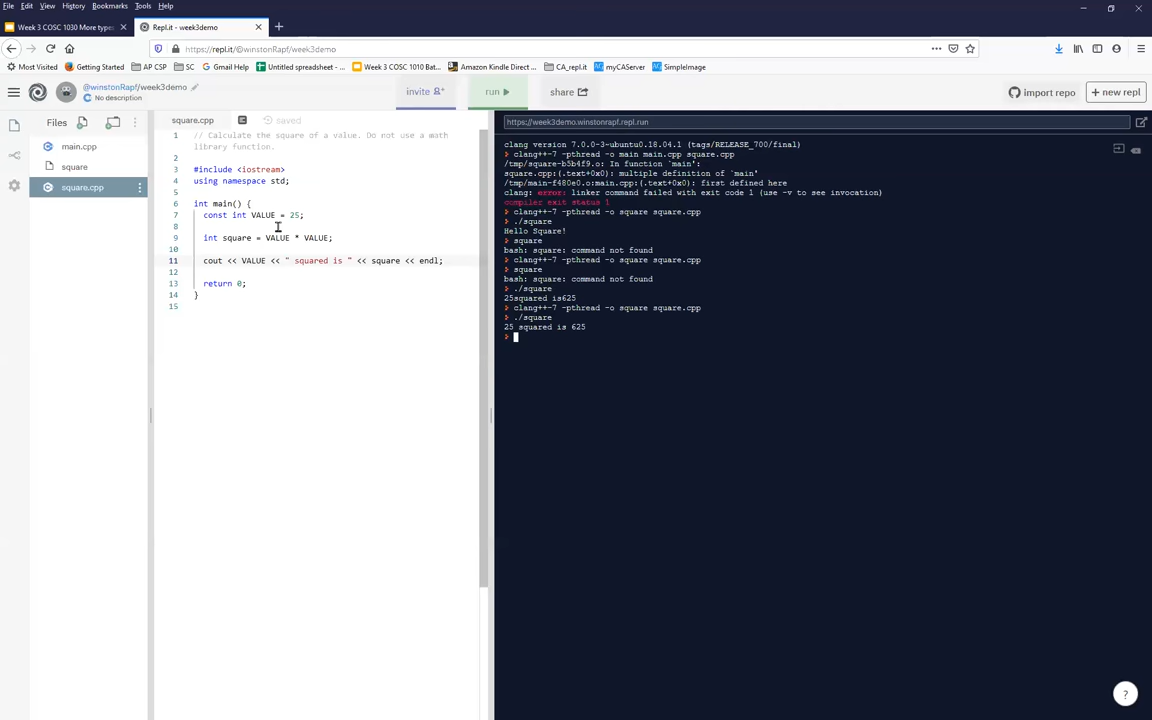 File Edit View History Bookmarks Tools Help
Week 3 COSC 1030 More type
Repl.it - week3demo
https://repl.it/@winstonRapf/week3demo
Most Visited Getting Started AP CSP SC Gmail Help Untitled spreadsheet - Week 3 COSC 1010 Bat... Amazon Kindle Direct ... CA_repl.it myCAServer SimpleImage
@winstonRapf/week3demo
No description
invite
run
share
import repo
+ new repl
Files
main.cpp
square
square.cpp
square.cpp
saved
1 // Calculate the square of a value. Do not use a math
library function.
2
3 #include <iostream>
4 using namespace std;
5
6 int main() {
7 const int VALUE = 25;
8
9 int square = VALUE * VALUE;
10
11 cout << VALUE << " squared is " << square << endl;
12
13 return 0;
14 }
15
https://week3demo.winstonrapf.repl.run
clang version 7.0.0-3~ubuntu0.18.04.1 (tags/RELEASE_700/final)
> clang++-7 -pthread -o main main.cpp square.cpp
/tmp/square-b5b4f9.o: In function `main':
square.cpp:(.text+0x0): multiple definition of `main'
/tmp/main-f480e0.o:main.cpp:(.text+0x0): first defined here
clang: error: linker command failed with exit code 1 (use -v to see invocation)
compiler exit status 1
> clang++-7 -pthread -o square square.cpp
> ./square
Hello Square!
> square
bash: square: command not found
> clang++-7 -pthread -o square square.cpp
> square
bash: square: command not found
> ./square
25squared is625
> clang++-7 -pthread -o square square.cpp
> ./square
25 squared is 625
>
?